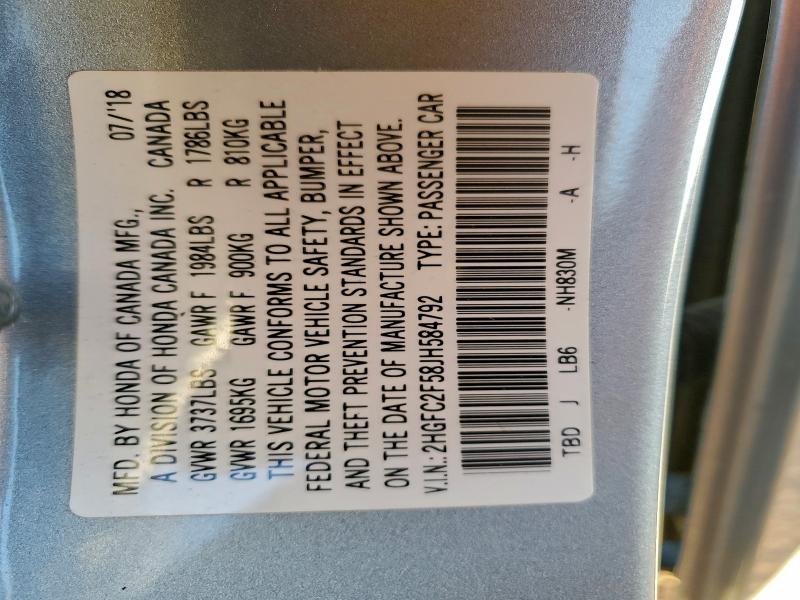 MFD. BY HONDA OF CANADA MFG., 07/'18
A DIVISION OF HONDA CANADA INC. CANADA
GVWR 3737LBS GAWR F 1984LBS R 1786LBS
GVWR 1695KG GAWR F 900KG R 810KG
THIS VEHICLE CONFORMS TO ALL APPLICABLE
FEDERAL MOTOR VEHICLE SAFETY, BUMPER,
AND THEFT PREVENTION STANDARDS IN EFFECT
ON THE DATE OF MANUFACTURE SHOWN ABOVE.
V.I.N.: 2HGFC2F58JH584792 TYPE: PASSENGER CAR
TBD J LB6 -NH830M -A -H